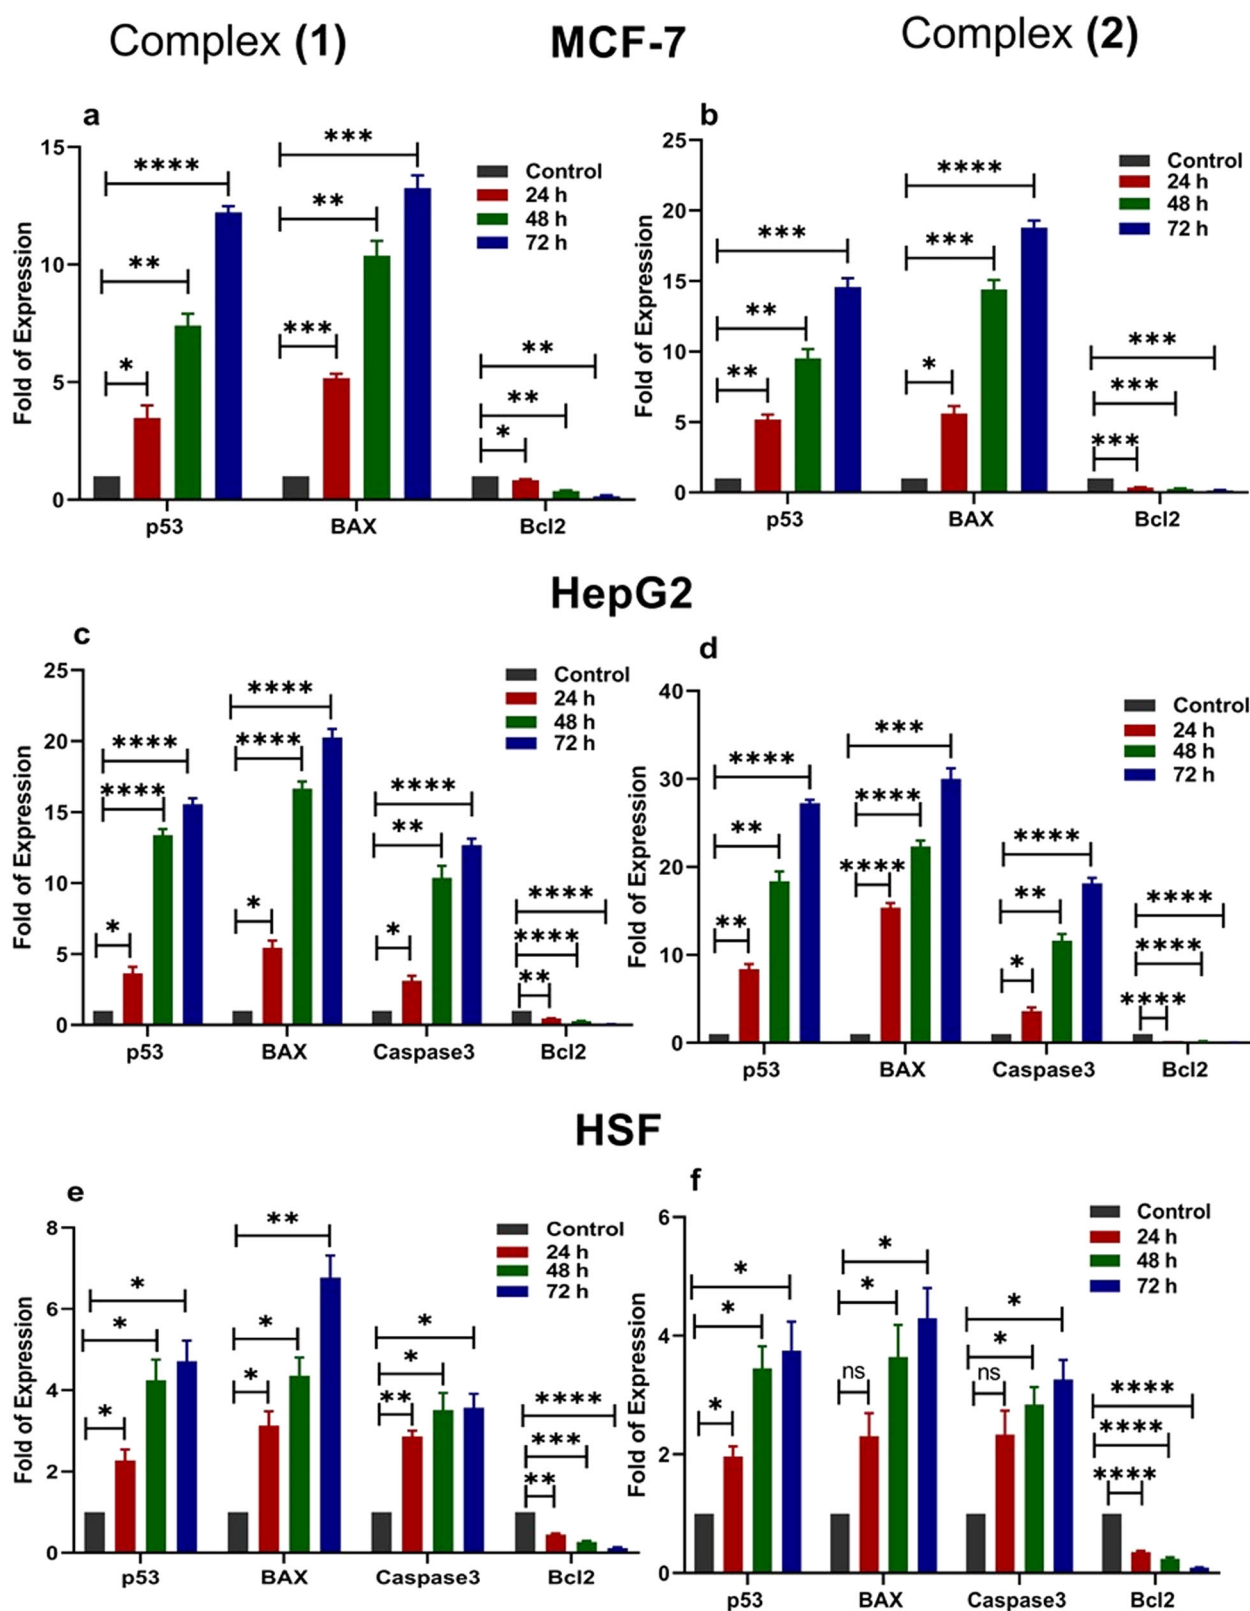 Complex (1) MCF-7 Complex (2)
a
Fold of Expression
15
10
5
0
**** *** 
** **
* ***
**
**
*
Control
24 h
48 h
72 h
p53 BAX Bcl2
b
Fold of Expression
25
20
15
10
5
0
*** ****
** ***
** *
***
***
***
Control
24 h
48 h
72 h
p53 BAX Bcl2
HepG2
c
Fold of Expression
25
20
15
10
5
0
**** **** **** ****
**** **** ** ****
* * * **
Control
24 h
48 h
72 h
p53 BAX Caspase3 Bcl2
d
Fold of Expression
40
30
20
10
0
**** *** **** ****
** **** ** ****
** **** * ****
Control
24 h
48 h
72 h
p53 BAX Caspase3 Bcl2
HSF
e
Fold of Expression
8
6
4
2
0
* ** * ****
* * * ***
* * ** **
Control
24 h
48 h
72 h
p53 BAX Caspase3 Bcl2
f
Fold of Expression
6
4
2
0
* * * ****
* * * ****
* ns ns ****
Control
24 h
48 h
72 h
p53 BAX Caspase3 Bcl2